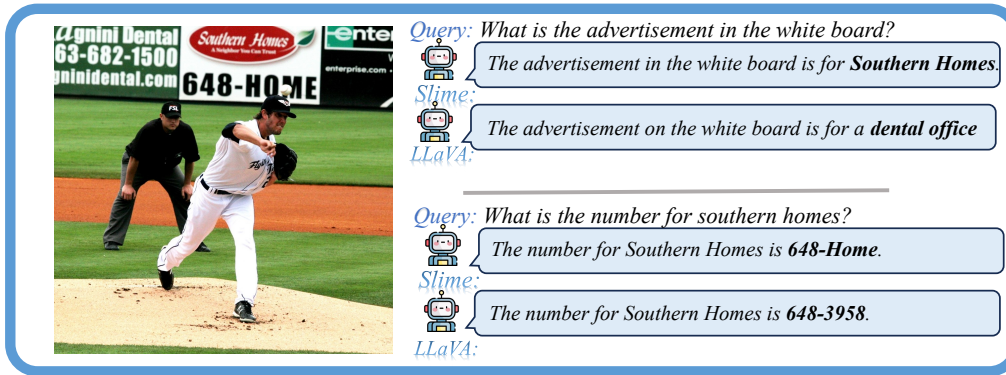 agnini Dental
63-682-1500
gninidental.com
Southern Homes
A Neighbor You Can Trust
648-HOME
ente
enterprise.com
FSL
Query: What is the advertisement in the white board?
The advertisement in the white board is for Southern Homes.
Slime:
The advertisement on the white board is for a dental office
LLaVA:
Query: What is the number for southern homes?
The number for Southern Homes is 648-Home.
Slime:
The number for Southern Homes is 648-3958.
LLaVA: